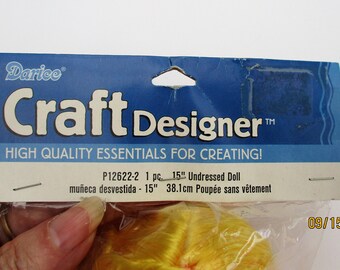 Darice
Craft Designer™
HIGH QUALITY ESSENTIALS FOR CREATING!
P12622-2 1 pc. 15" Undressed Doll
muñeca desvestida - 15" 38.1cm Poupée sans vêtement
09/15